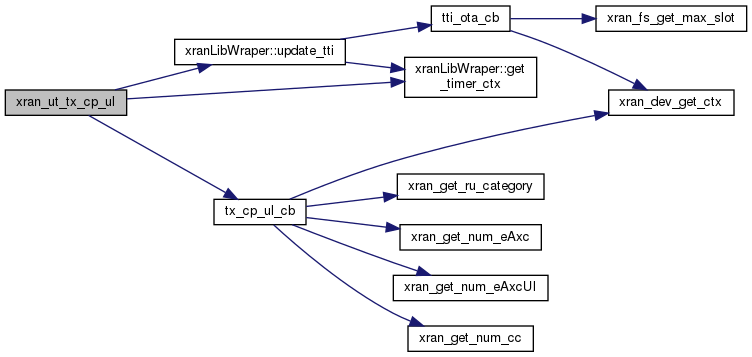 tti_ota_cb
xran_fs_get_max_slot
xranLibWraper::update_tti
xranLibWraper::get
_timer_ctx
xran_ut_tx_cp_ul
xran_dev_get_ctx
xran_get_ru_category
tx_cp_ul_cb
xran_get_num_eAxc
xran_get_num_eAxcUl
xran_get_num_cc